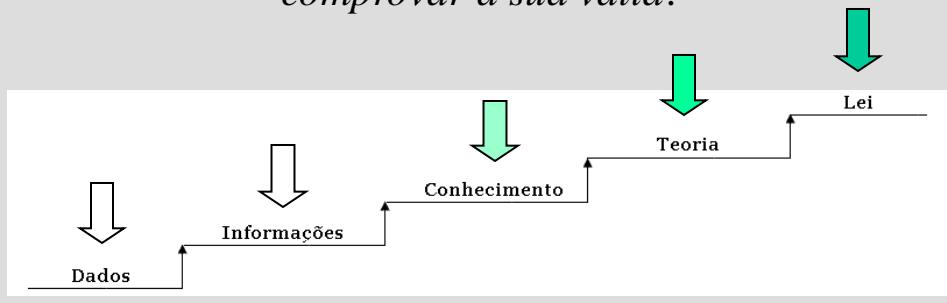 comprovar a sua valia?
Lei
Teoria
Conhecimento
Informações
Dados